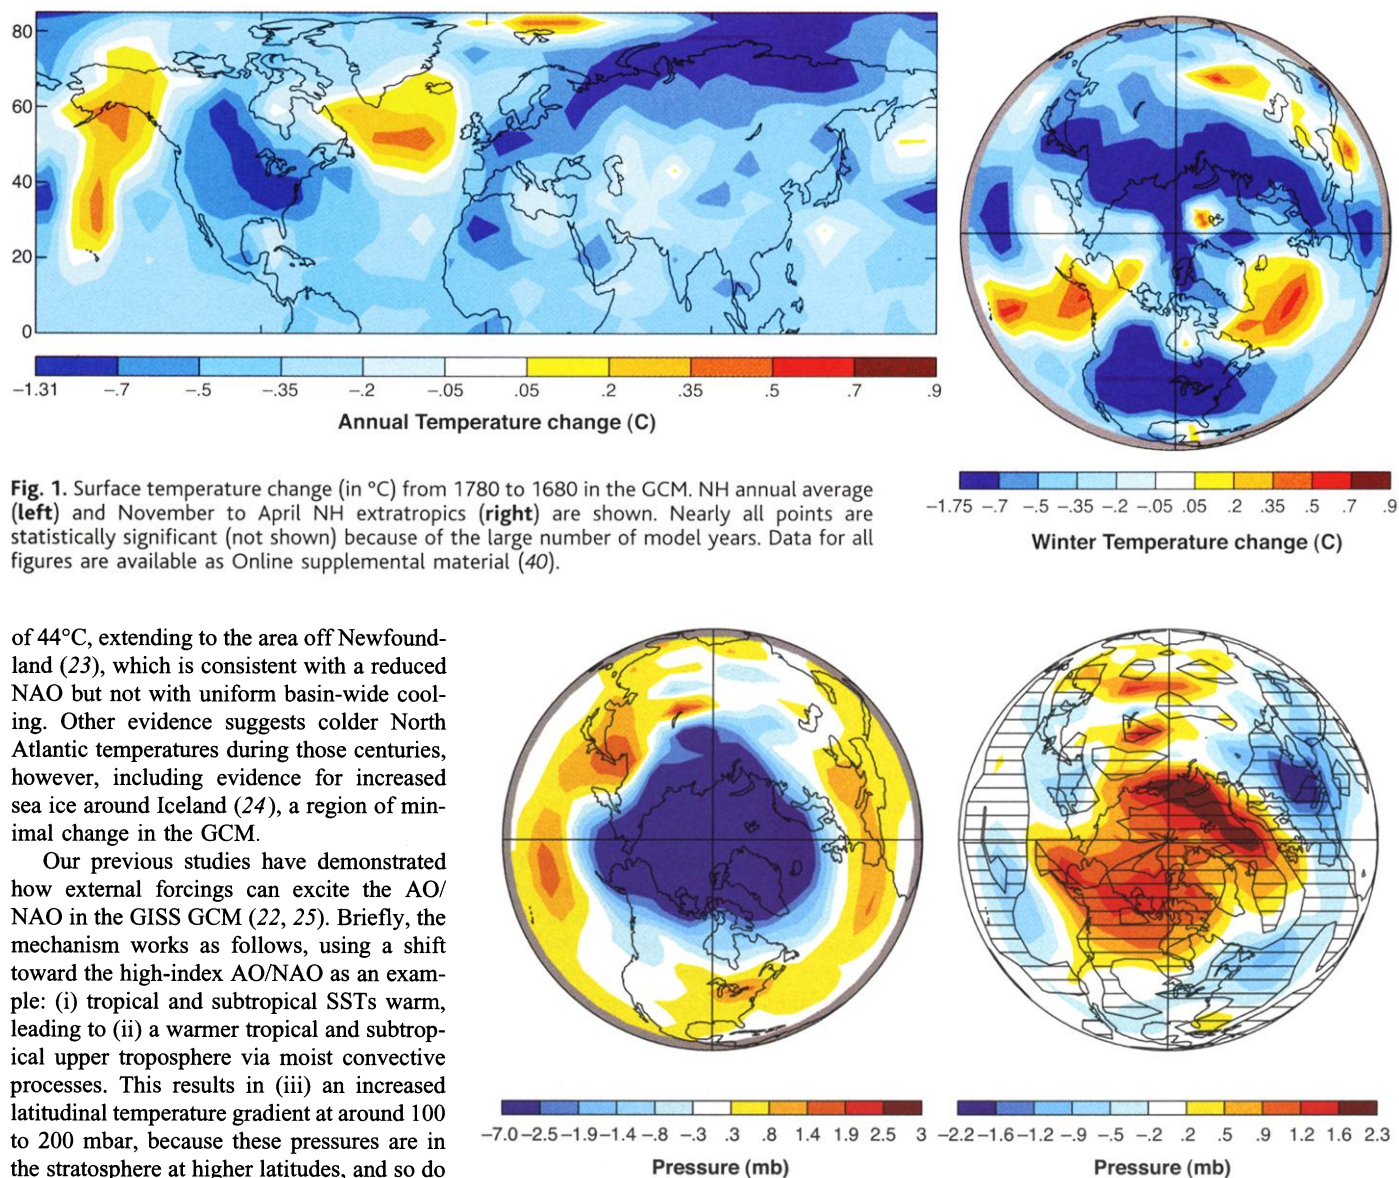 80
60
40
20
0
-1.31 -.7 -.5 -.35 -.2 -.05 .05 .2 .35 .5 .7 .9
Annual Temperature change (C)
-1.75 -.7 -.5 -.35 -.2 -.05 .05 .2 .35 .5 .7 .9
Winter Temperature change (C)
Fig. 1. Surface temperature change (in °C) from 1780 to 1680 in the GCM. NH annual average
(left) and November to April NH extratropics (right) are shown. Nearly all points are
statistically significant (not shown) because of the large number of model years. Data for all
figures are available as Online supplemental material (40).
of 44°C, extending to the area off Newfound-
land (23), which is consistent with a reduced
NAO but not with uniform basin-wide cool-
ing. Other evidence suggests colder North
Atlantic temperatures during those centuries,
however, including evidence for increased
sea ice around Iceland (24), a region of min-
imal change in the GCM.
Our previous studies have demonstrated
how external forcings can excite the AO/
NAO in the GISS GCM (22, 25). Briefly, the
mechanism works as follows, using a shift
toward the high-index AO/NAO as an exam-
ple: (i) tropical and subtropical SSTs warm,
leading to (ii) a warmer tropical and subtrop-
ical upper troposphere via moist convective
processes. This results in (iii) an increased
latitudinal temperature gradient at around 100
to 200 mbar, because these pressures are in
the stratosphere at higher latitudes, and so do
-7.0 -2.5 -1.9 -1.4 -.8 -.3 .3 .8 1.4 1.9 2.5 3
Pressure (mb)
-2.2 -1.6 -1.2 -.9 -.5 -.2 .2 .5 .9 1.2 1.6 2.3
Pressure (mb)